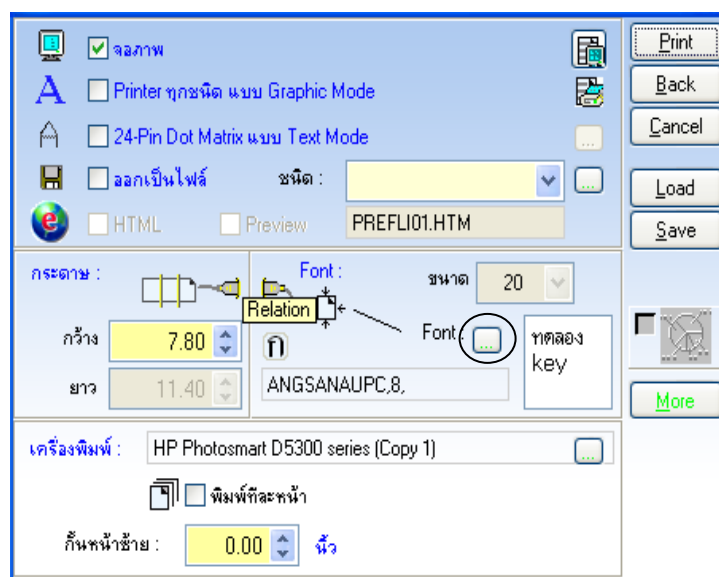 จอภาพ
Print
Printer ทุกชนิด แบบ Graphic Mode
Back
24-Pin Dot Matrix แบบ Text Mode
...
Cancel
ออกเป็นไฟล์ ชนิด : ...
Load
HTML Preview PREFLI01.HTM
Save
กระดาษ : Font : ขนาด 20
Relation
กว้าง 7.80 ก Font : ... ทดลอง
key
ยาว 11.40 ANGSANAUPC,8,
More
เครื่องพิมพ์ : HP Photosmart D5300 series (Copy 1) ...
พิมพ์ทีละหน้า
กั้นหน้าซ้าย : 0.00 นิ้ว